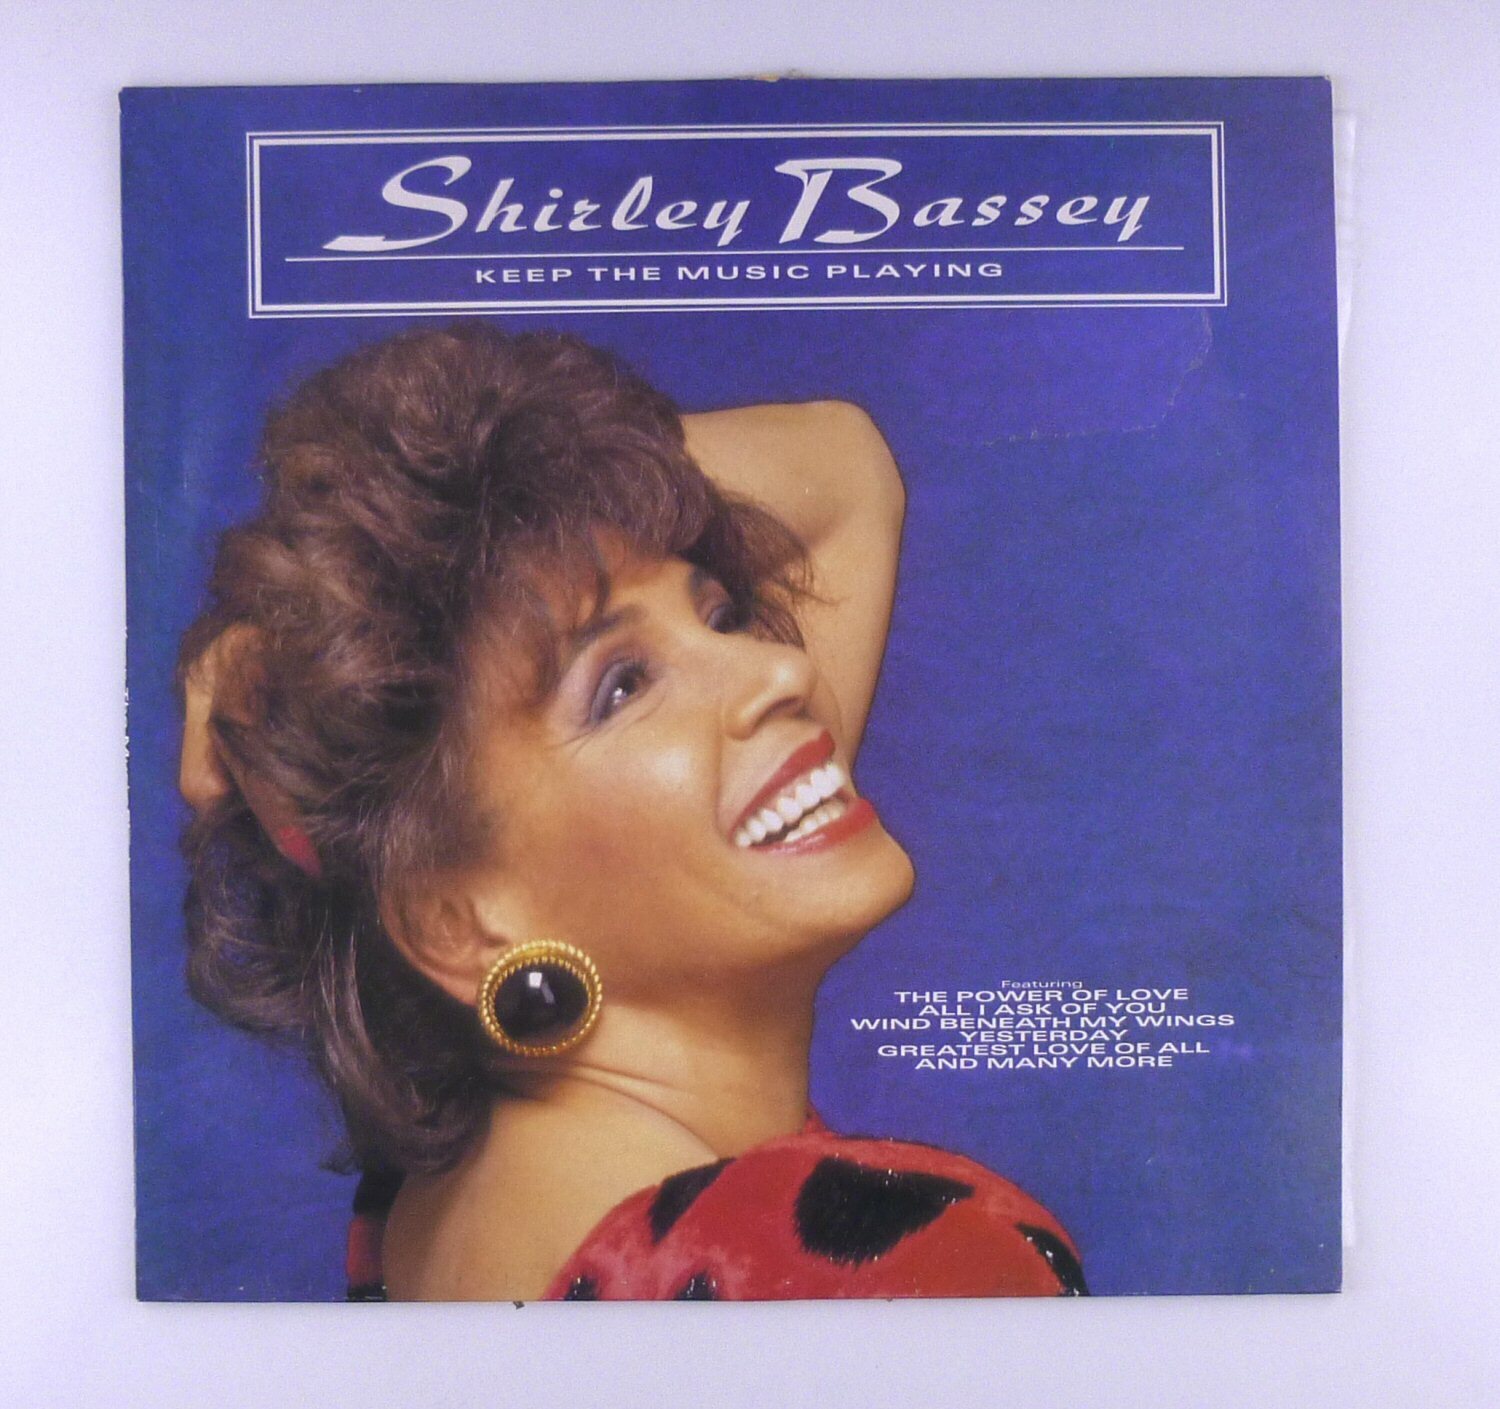 Shirley Bassey
KEEP THE MUSIC PLAYING
Featuring
THE POWER OF LOVE
ALL I ASK OF YOU
WIND BENEATH MY WINGS
YESTERDAY
GREATEST LOVE OF ALL
AND MANY MORE